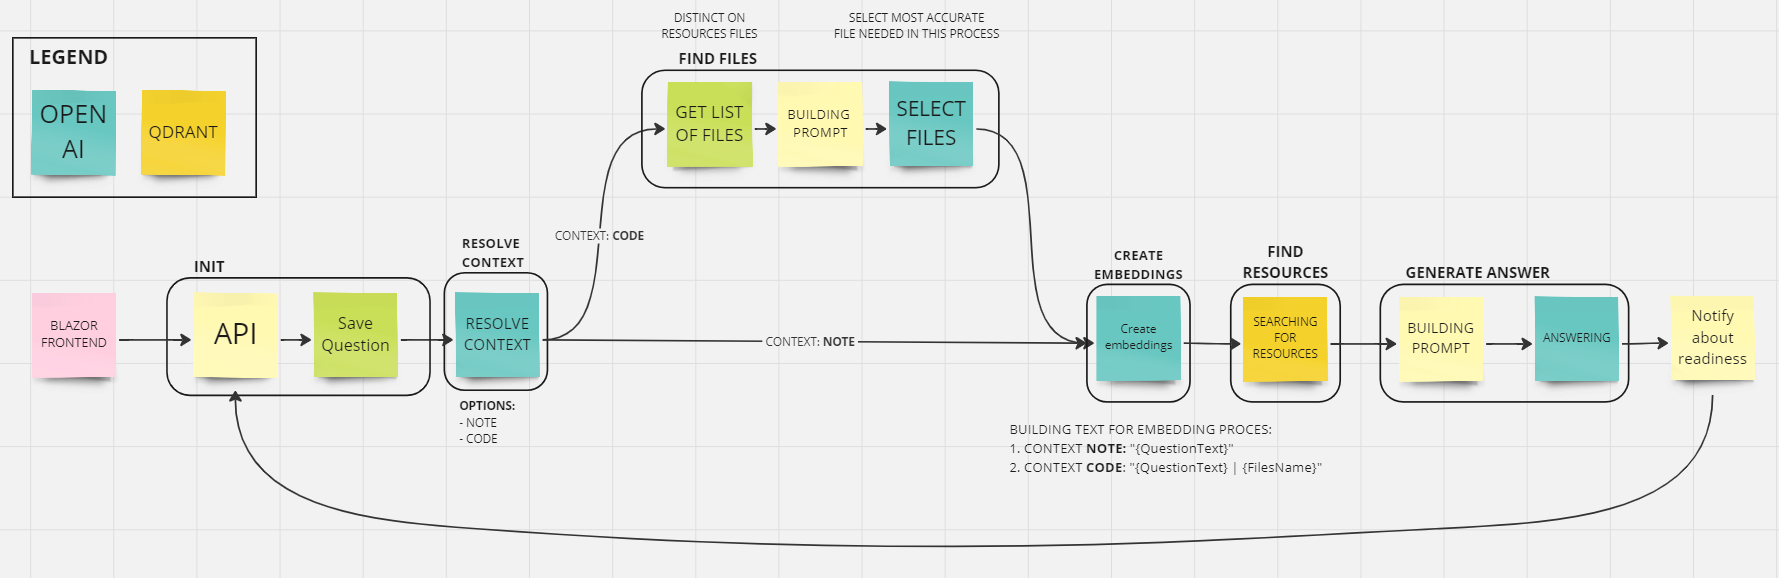 DISTINCT ON
RESOURCES FILES
SELECT MOST ACCURATE
FILE NEEDED IN THIS PROCESS
LEGEND
OPEN
AI
QDRANT
FIND FILES
GET LIST
OF FILES
BUILDING
PROMPT
SELECT
FILES
CONTEXT: CODE
INIT
BLAZOR
FRONTEND
API
Save
Question
RESOLVE
CONTEXT
RESOLVE
CONTEXT
OPTIONS:
- NOTE
- CODE
CONTEXT: NOTE
CREATE
EMBEDDINGS
Create
embeddings
FIND
RESOURCES
SEARCHING
FOR
RESOURCES
GENERATE ANSWER
BUILDING
PROMPT
ANSWERING
Notify
about
readiness
BUILDING TEXT FOR EMBEDDING PROCES:
1. CONTEXT NOTE: "{QuestionText}"
2. CONTEXT CODE: "{QuestionText} | {FilesName}"